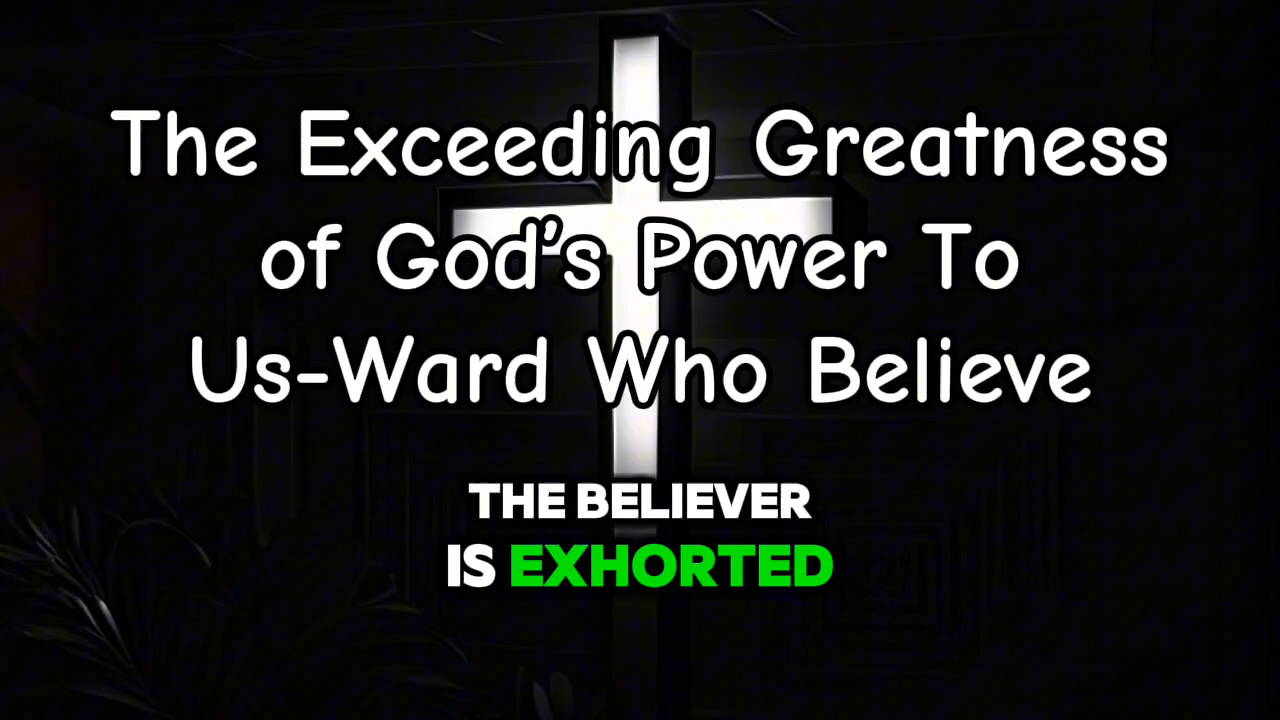 The Exceeding Greatness
of God’s Power To
Us-Ward Who Believe
THE BELIEVER
IS EXHORTED